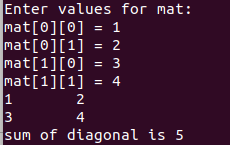 Enter values for mat:
mat[0][0] = 1
mat[0][1] = 2
mat[1][0] = 3
mat[1][1] = 4
1	2
3	4
sum of diagonal is 5